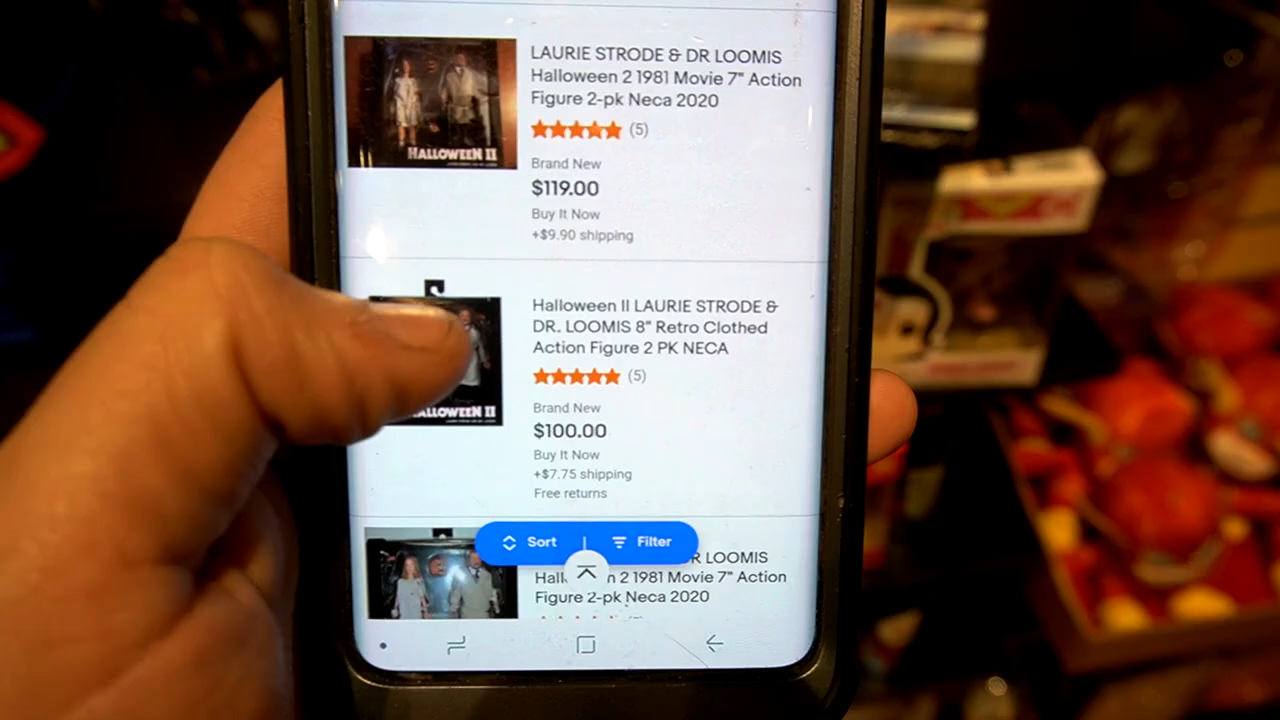 LAURIE STRODE & DR LOOMIS
Halloween 2 1981 Movie 7" Action
Figure 2-pk Neca 2020
(5)
Brand New
$119.00
Buy It Now
+$9.90 shipping
HALLOWEEN II
Halloween II LAURIE STRODE &
DR. LOOMIS 8" Retro Clothed
Action Figure 2 PK NECA
(5)
Brand New
$100.00
Buy It Now
+$7.75 shipping
Free returns
ALLOWEEN II
Sort
Filter
LOOMIS
2 1981 Movie 7" Action
Figure 2-pk Neca 2020